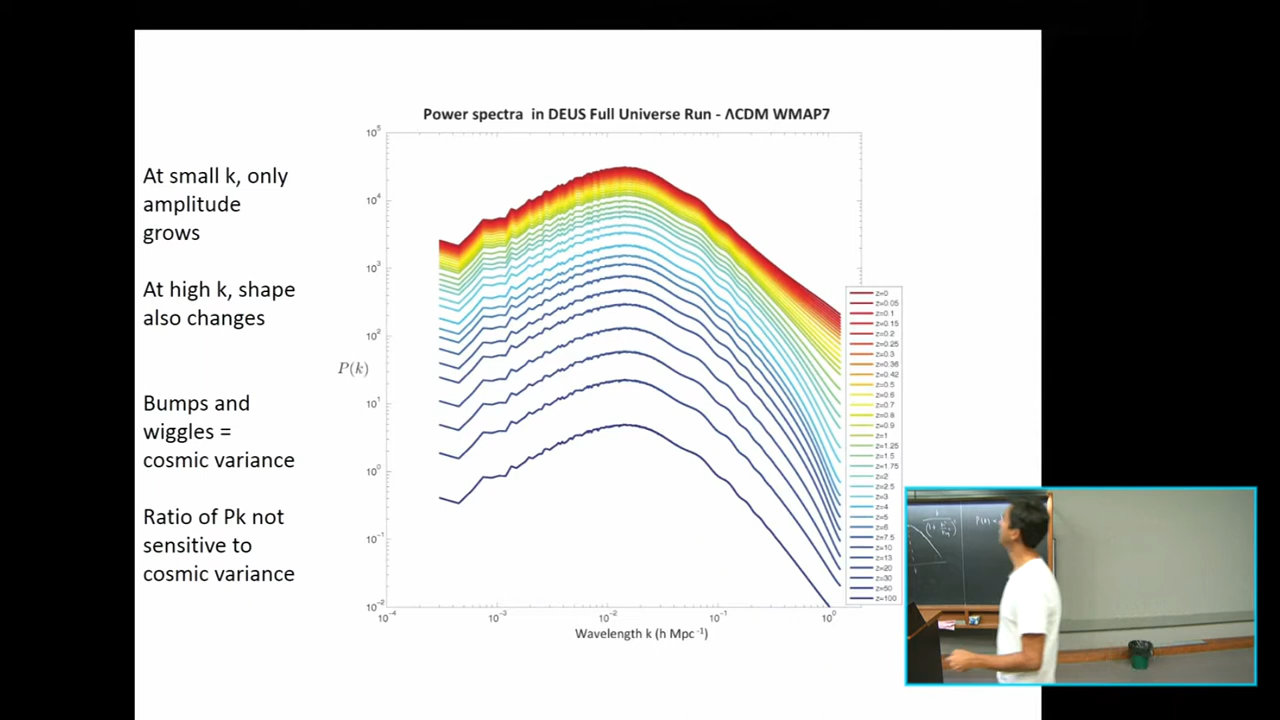 Power spectra in DEUS Full Universe Run - ΛCDM WMAP7
At small k, only
amplitude
grows
At high k, shape
also changes
Bumps and
wiggles =
cosmic variance
Ratio of Pk not
sensitive to
cosmic variance
P(k)
10⁵
10⁴
10³
10²
10¹
10⁰
10⁻¹
10⁻²
10⁻⁴
10⁻³
10⁻²
10⁻¹
10⁰
Wavelength k (h Mpc⁻¹)
z=0
z=0.05
z=0.1
z=0.15
z=0.2
z=0.25
z=0.3
z=0.36
z=0.42
z=0.5
z=0.6
z=0.7
z=0.8
z=0.9
z=1
z=1.25
z=1.5
z=1.75
z=2
z=2.5
z=3
z=4
z=5
z=6
z=7.5
z=10
z=13
z=20
z=30
z=50
z=100